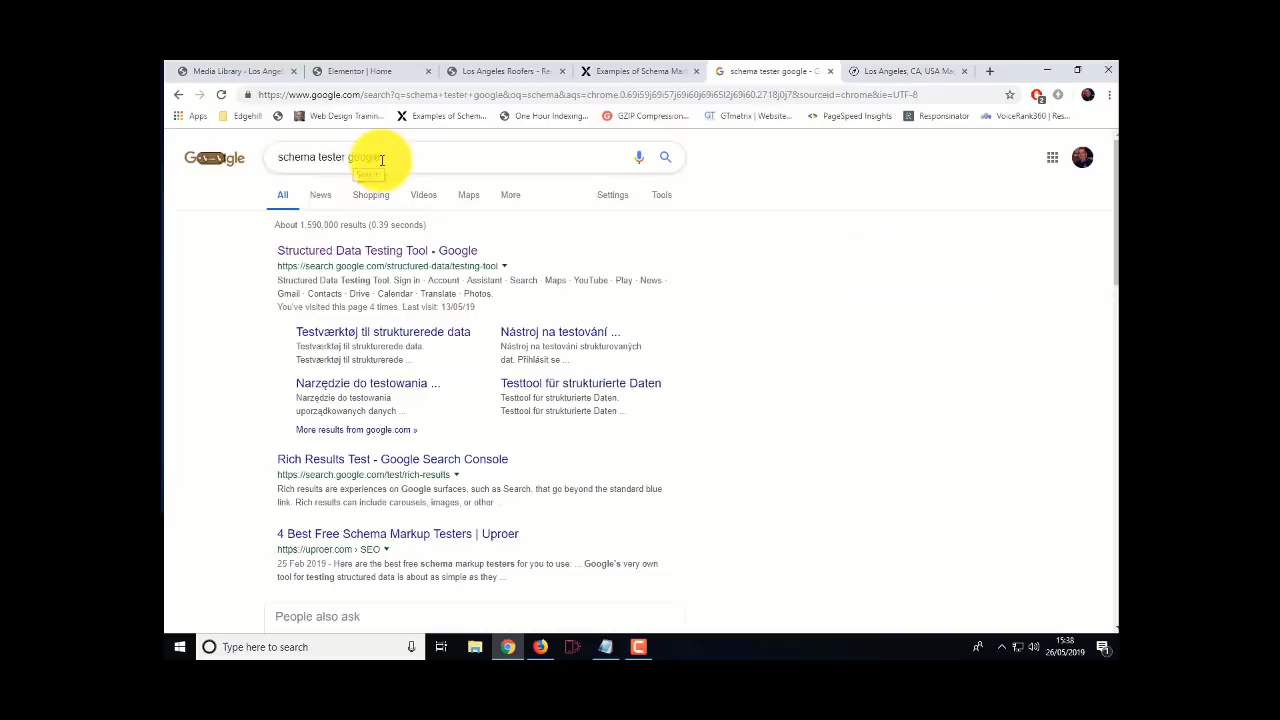 Media Library - Los Angele
Elementor | Home
Los Angeles Roofers - Re
Examples of Schema Mar
schema tester google - G
Los Angeles, CA, USA Ma
https://www.google.com/search?q=schema+tester+google&oq=schema&aqs=chrome.0.69i59j69i57j69i60j69i65l2j69i60.2718j0j7&sourceid=chrome&ie=UTF-8
Apps
Edgehill
Web Design Trainin...
Examples of Schem...
One Hour Indexing...
GZIP Compression...
GTmetrix | Website...
PageSpeed Insights
Responsinator
VoiceRank360 | Res...
schema tester google
Search
All
News
Shopping
Videos
Maps
More
Settings
Tools
About 1,590,000 results (0.39 seconds)
Structured Data Testing Tool - Google
https://search.google.com/structured-data/testing-tool
Structured Data Testing Tool. Sign in · Account · Assistant · Search · Maps · YouTube · Play · News ·
Gmail · Contacts · Drive · Calendar · Translate · Photos.
You've visited this page 4 times. Last visit: 13/05/19
Testværktøj til strukturerede data
Nástroj na testování ...
Testværktøj til strukturerede data.
Nástroj na testování strukturovaných
Testværktøj til strukturerede ...
dat. Přihlásit se ...
Narzędzie do testowania ...
Testtool für strukturierte Daten
Narzędzie do testowania
Testtool für strukturierte Daten.
uporządkowanych danych ...
Testtool für strukturierte Daten ...
More results from google.com »
Rich Results Test - Google Search Console
https://search.google.com/test/rich-results
Rich results are experiences on Google surfaces, such as Search, that go beyond the standard blue
link. Rich results can include carousels, images, or other ...
4 Best Free Schema Markup Testers | Uproer
https://uproer.com › SEO
25 Feb 2019 - Here are the best free schema markup testers for you to use: ... Google's very own
tool for testing structured data is about as simple as they ...
People also ask
Type here to search
15:38
26/05/2019